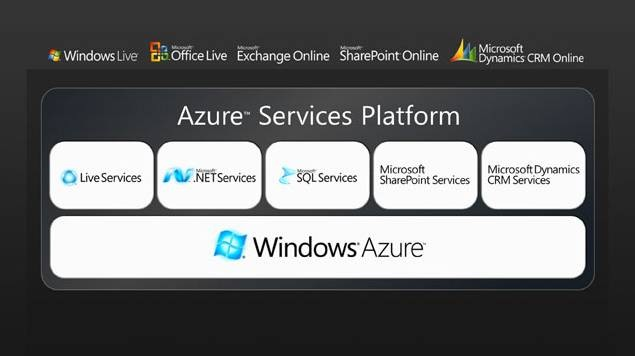 Windows Live
Microsoft®
Office Live
Microsoft®
Exchange Online
Microsoft®
SharePoint Online
Microsoft
Dynamics CRM Online
Azure™ Services Platform
Live Services
Microsoft®
.NET Services
Microsoft®
SQL Services
Microsoft
SharePoint Services
Microsoft Dynamics
CRM Services
Windows® Azure™